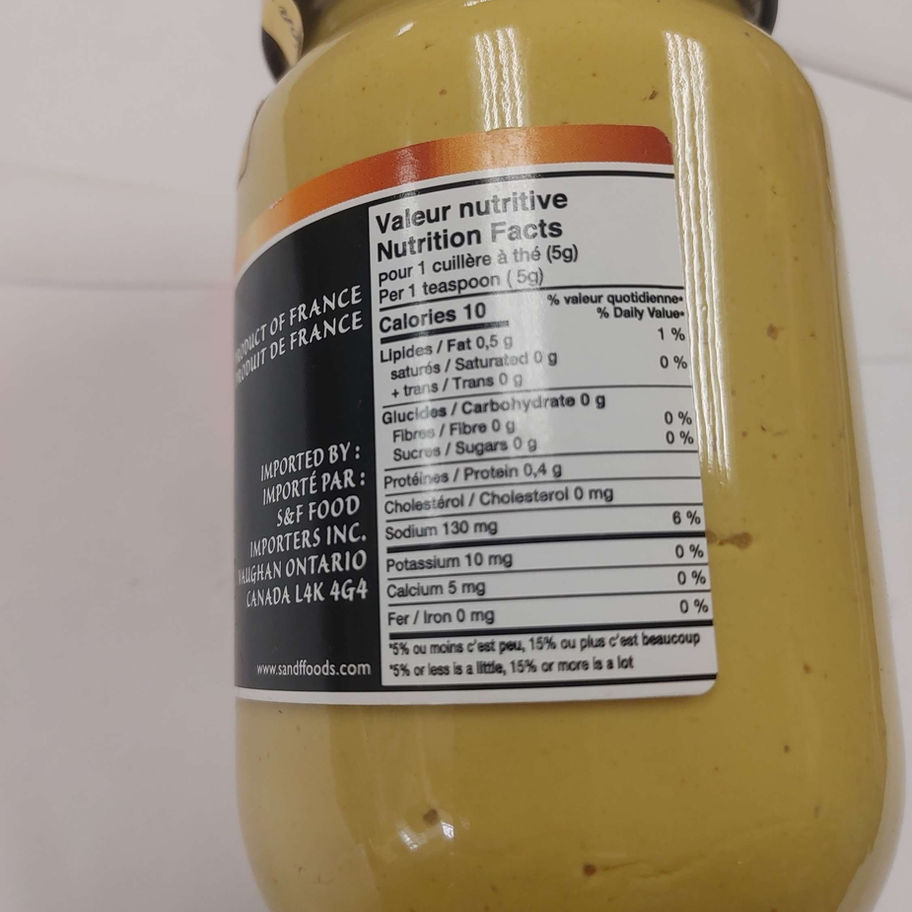 PRODUCT OF FRANCE
PRODUIT DE FRANCE
IMPORTED BY :
IMPORTÉ PAR :
S&F FOOD
IMPORTERS INC.
VAUGHAN ONTARIO
CANADA L4K 4G4
www.sandffoods.com
Valeur nutritive
Nutrition Facts
pour 1 cuillère à thé (5g)
Per 1 teaspoon ( 5g)
% valeur quotidienne*
Calories 10 % Daily Value*
Lipides / Fat 0,5 g 1 %
saturés / Saturated 0 g 0 %
+ trans / Trans 0 g
Glucides / Carbohydrate 0 g
Fibres / Fibre 0 g 0 %
Sucres / Sugars 0 g 0 %
Protéines / Protein 0,4 g
Cholestérol / Cholesterol 0 mg
Sodium 130 mg 6 %
Potassium 10 mg 0 %
Calcium 5 mg 0 %
Fer / Iron 0 mg 0 %
*5% ou moins c'est peu, 15% ou plus c'est beaucoup
*5% or less is a little, 15% or more is a lot